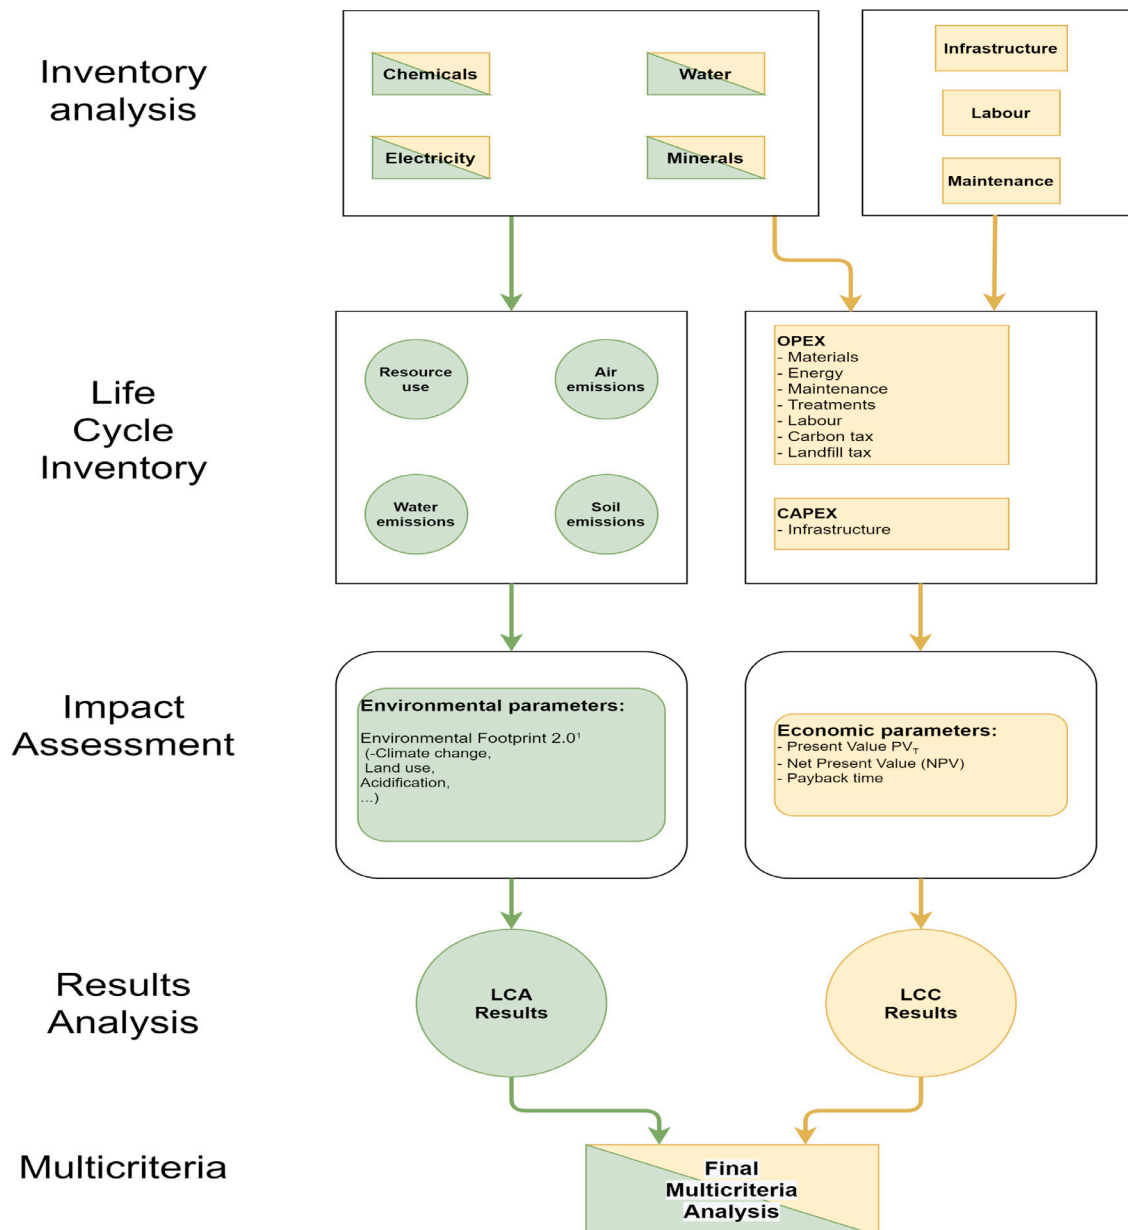 Inventory
analysis
Chemicals
Water
Electricity
Minerals
Infrastructure
Labour
Maintenance
Life
Cycle
Inventory
Resource
use
Air
emissions
Water
emissions
Soil
emissions
OPEX
- Materials
- Energy
- Maintenance
- Treatments
- Labour
- Carbon tax
- Landfill tax
CAPEX
- Infrastructure
Impact
Assessment
Environmental parameters:
Environmental Footprint 2.0¹
(-Climate change,
Land use,
Acidification,
...)
Economic parameters:
- Present Value PVT
- Net Present Value (NPV)
- Payback time
Results
Analysis
LCA
Results
LCC
Results
Multicriteria
Final
Multicriteria
Analysis